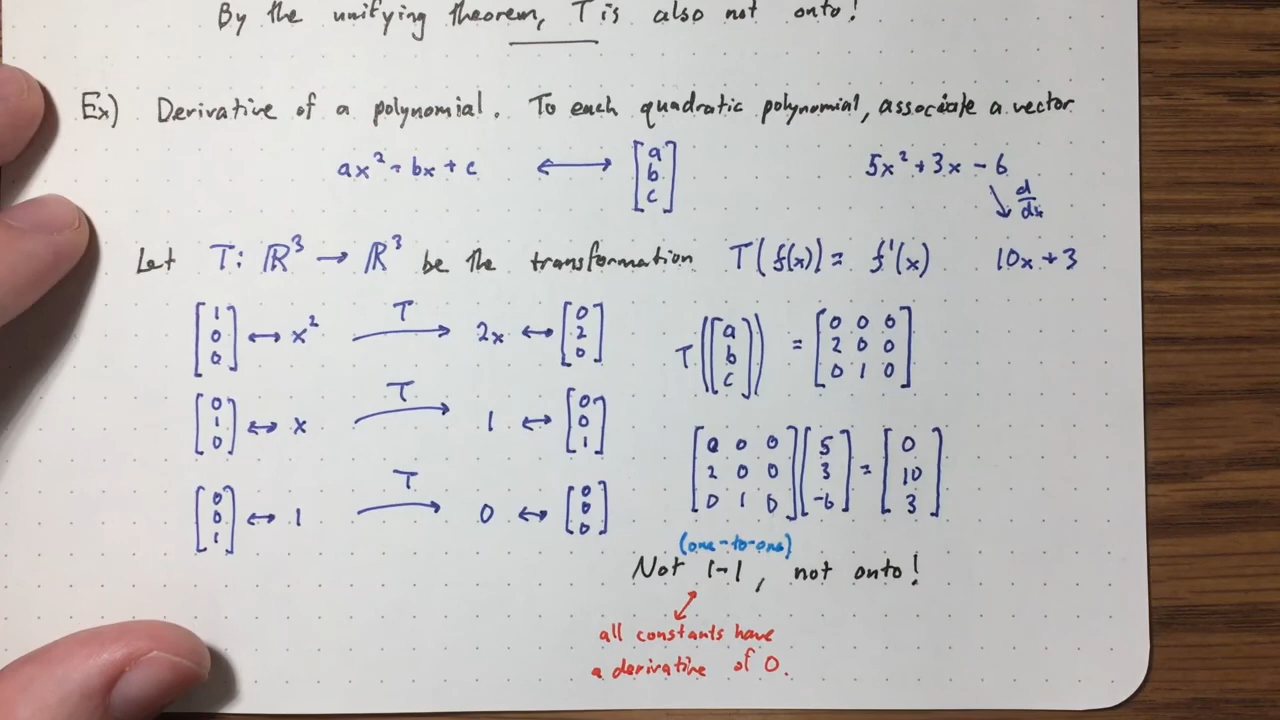 By the unifying theorem, T is also not onto!
Ex) Derivative of a polynomial. To each quadratic polynomial, associate a vector
ax² + bx + c ⟷ [a b c] 5x² + 3x - 6
d/dx
Let T: ℝ³ → ℝ³ be the transformation T(f(x)) = f'(x) 10x + 3
[1 0 0] ↔ x² T→ 2x ↔ [0 2 0]
[0 1 0] ↔ x T→ 1 ↔ [0 0 1]
[0 0 1] ↔ 1 T→ 0 ↔ [0 0 0]
T([a b c]) = [0 0 0; 2 0 0; 0 1 0]
[0 0 0; 2 0 0; 0 1 0] [5 3 -6] = [0 10 3]
(one-to-one)
Not 1-1, not onto!
all constants have
a derivative of 0.